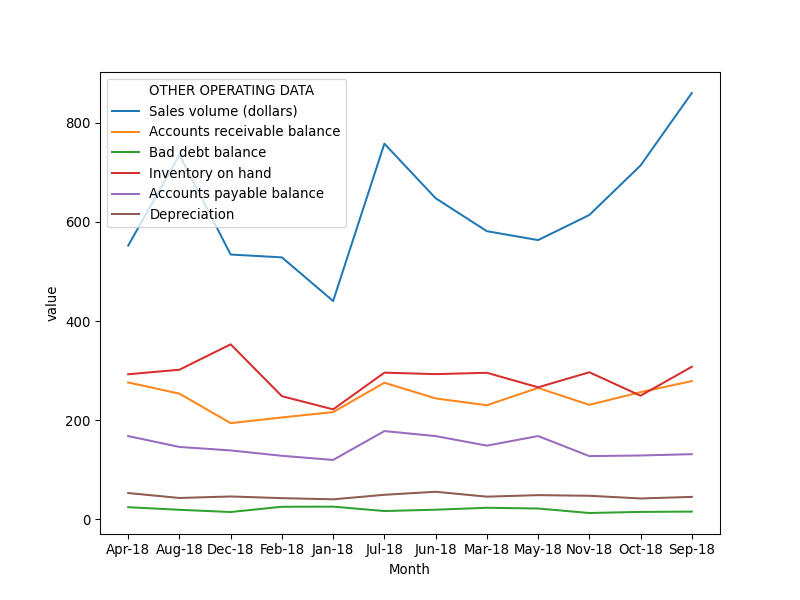 OTHER OPERATING DATA
Sales volume (dollars)
Accounts receivable balance
Bad debt balance
Inventory on hand
Accounts payable balance
Depreciation
800
600
400
200
0
value
Apr-18 Aug-18 Dec-18 Feb-18 Jan-18 Jul-18 Jun-18 Mar-18 May-18 Nov-18 Oct-18 Sep-18
Month